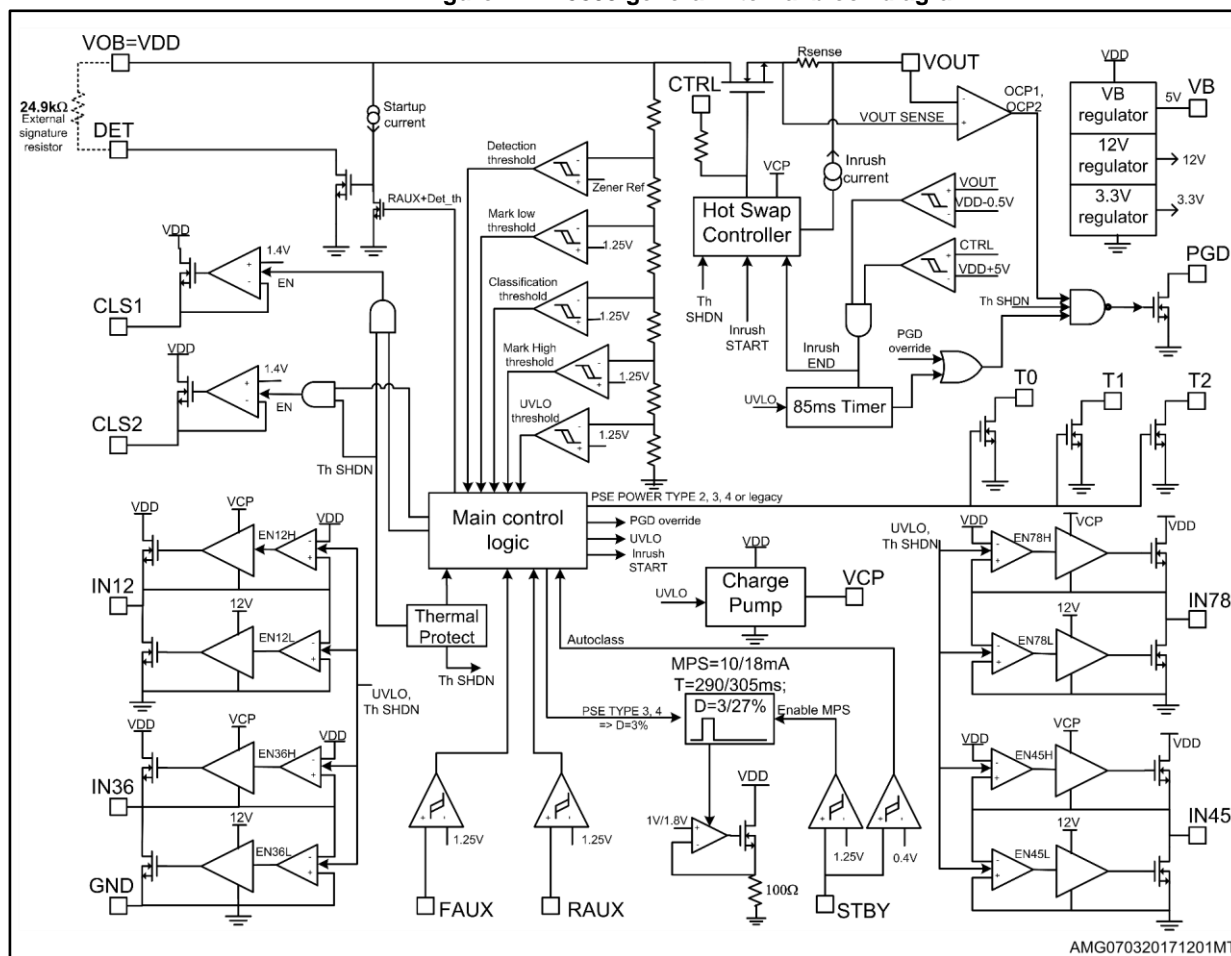 VOB=VDD
24.9kΩ
External
signature
resistor
DET
Startup
current
RAUX+Det_th
Detection
threshold
Zener Ref
Mark low
threshold
1.25V
Classification
threshold
1.25V
Mark High
threshold
1.25V
UVLO
threshold
1.25V
CTRL
Rsense
VOUT
VOUT SENSE
OCP1,
OCP2
VCP
Inrush
current
Hot Swap
Controller
Th
SHDN
Inrush
START
Inrush
END
VOUT
VDD-0.5V
CTRL
VDD+5V
UVLO
85ms Timer
PGD
override
Th SHDN
VDD
VB
regulator
5V
VB
12V
regulator
12V
3.3V
regulator
3.3V
PGD
T0
T1
T2
VDD
1.4V
EN
CLS1
VDD
1.4V
EN
CLS2
Th SHDN
Main control
logic
PSE POWER TYPE 2, 3, 4 or legacy
PGD override
UVLO
Inrush
START
Thermal
Protect
Th SHDN
VDD
Charge
Pump
UVLO
VCP
VDD
VCP
EN12H
VDD
IN12
12V
EN12L
UVLO,
Th SHDN
VDD
VCP
EN36H
VDD
IN36
12V
EN36L
GND
Autoclass
MPS=10/18mA
T=290/305ms;
D=3/27%
PSE TYPE 3, 4
=> D=3%
Enable MPS
1.25V
FAUX
1.25V
RAUX
1V/1.8V
VDD
100Ω
1.25V
0.4V
STBY
UVLO,
Th SHDN
VDD
EN78H
VCP
VDD
IN78
12V
EN78L
VDD
EN45H
VCP
VDD
IN45
12V
EN45L
AMG070320171201MT